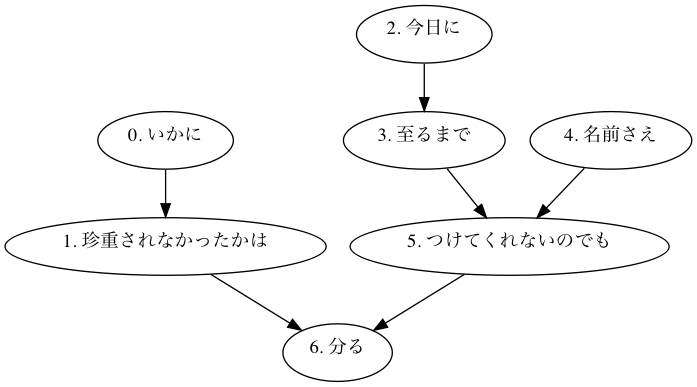 2. 今日に
0. いかに
3. 至るまで
4. 名前さえ
1. 珍重されなかったかは
5. つけてくれないのでも
6. 分る